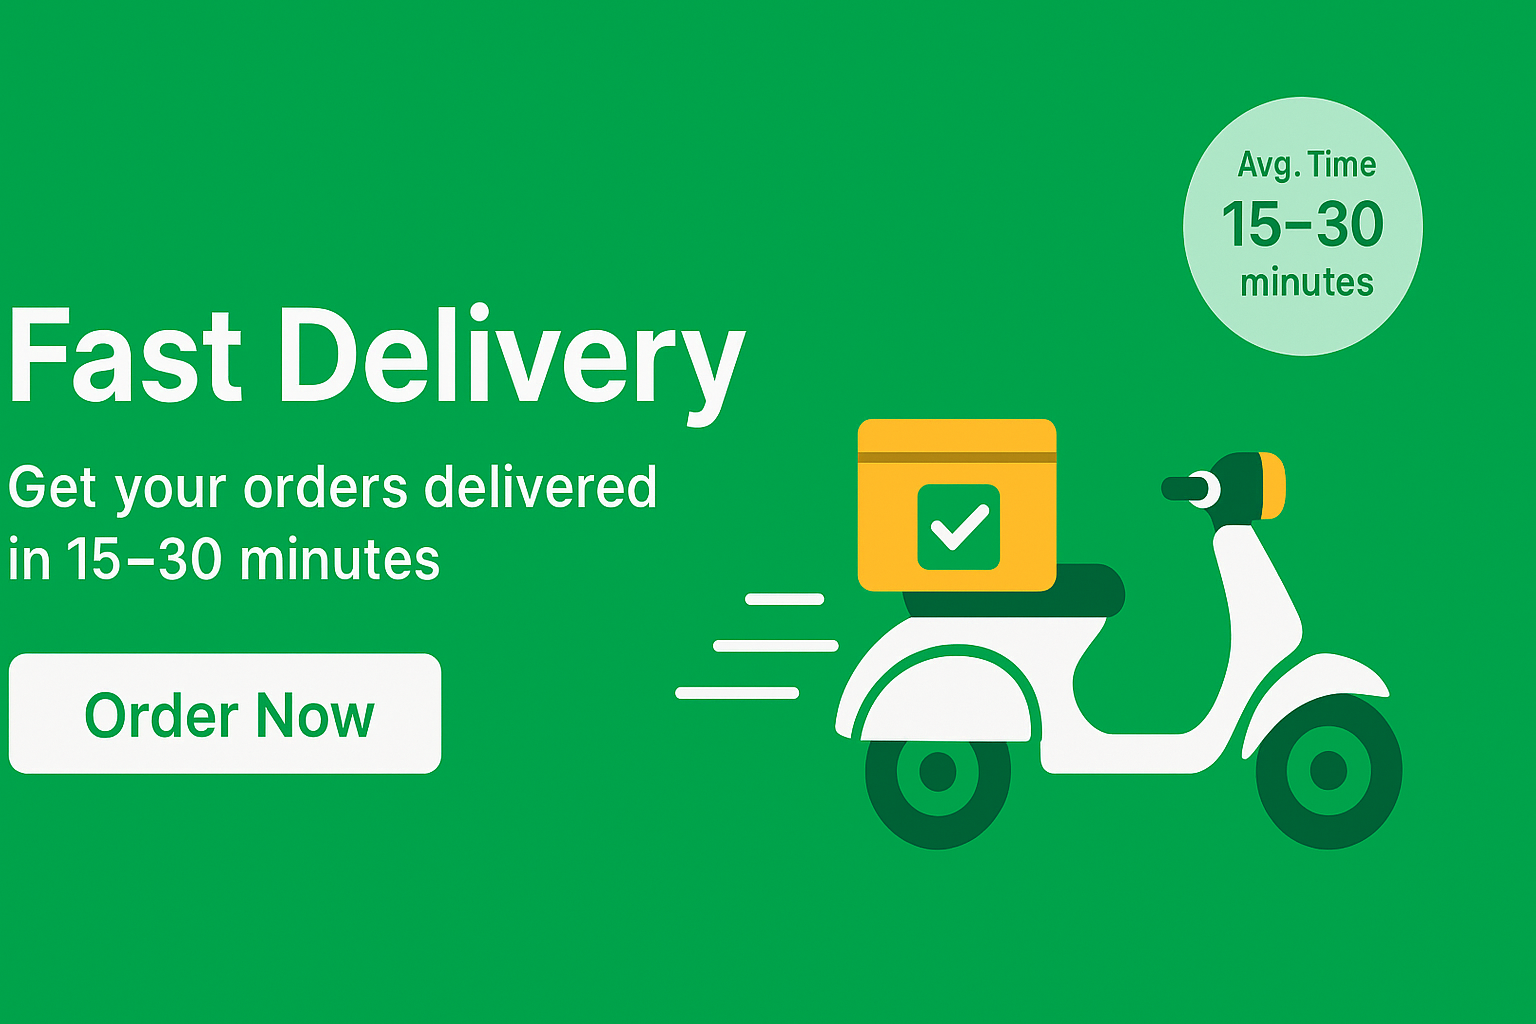 Fast Delivery
Get your orders delivered
in 15–30 minutes
Order Now
Avg. Time
15–30
minutes